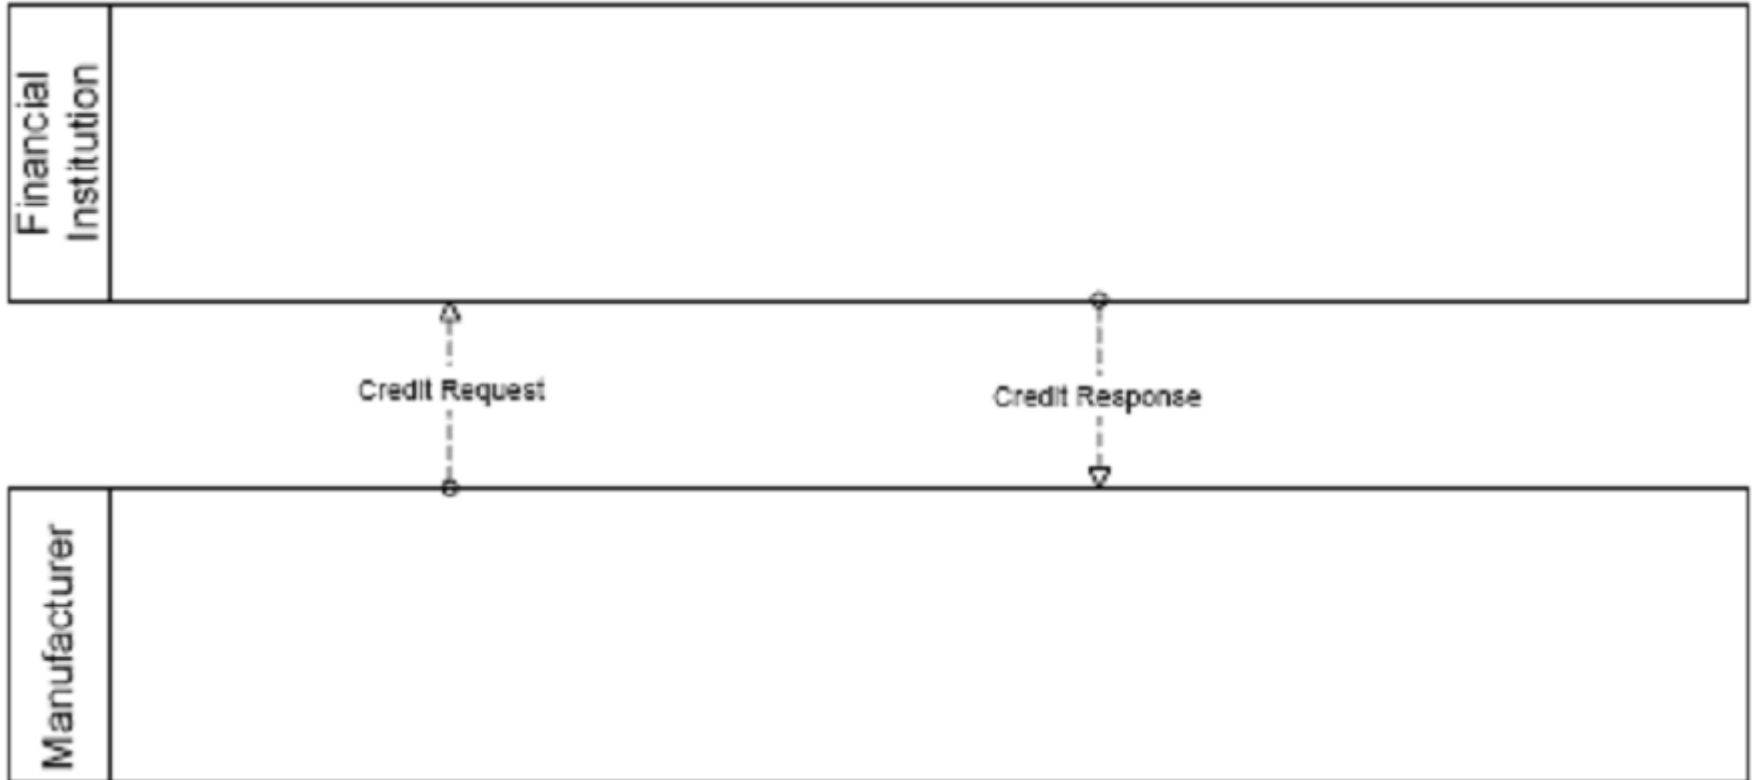 Financial
Institution
Credit Request
Credit Response
Manufacturer